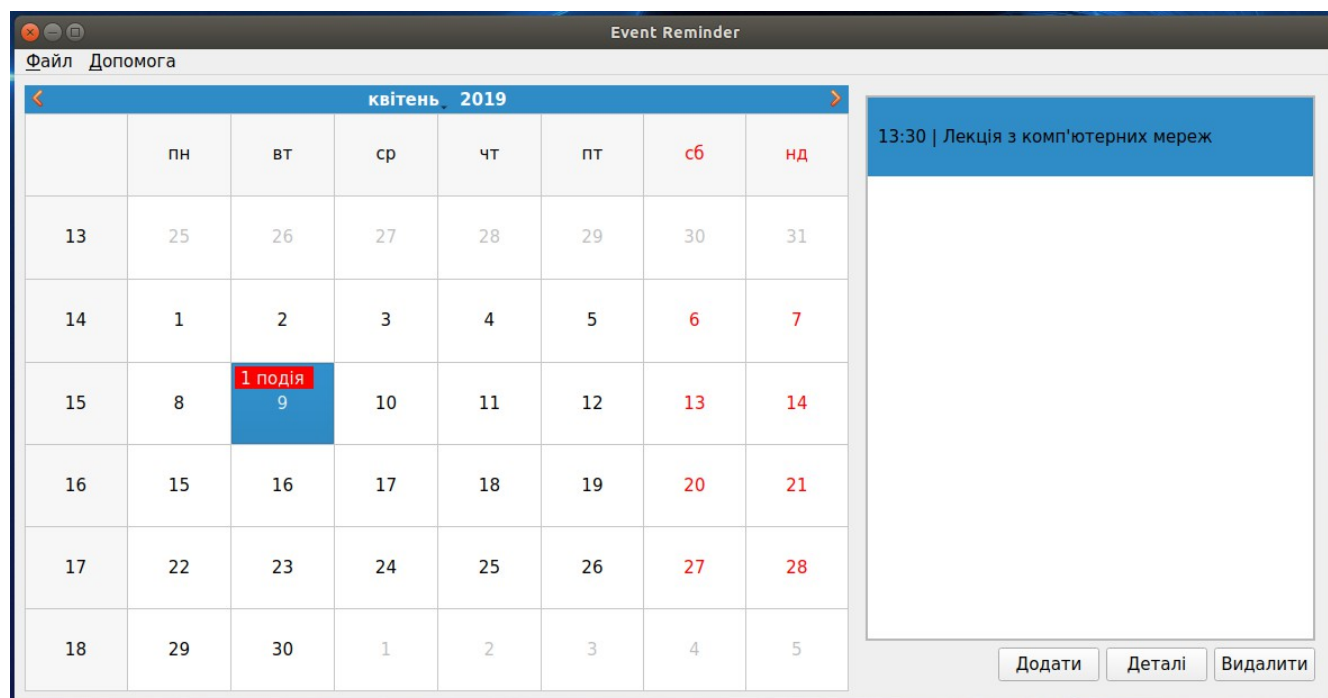 Event Reminder
Файл Допомога
квітень 2019
пн вт ср чт пт сб нд
13 25 26 27 28 29 30 31
14 1 2 3 4 5 6 7
1 подія
15 8 9 10 11 12 13 14
16 15 16 17 18 19 20 21
17 22 23 24 25 26 27 28
18 29 30 1 2 3 4 5
13:30 | Лекція з комп'ютерних мереж
Додати Деталі Видалити